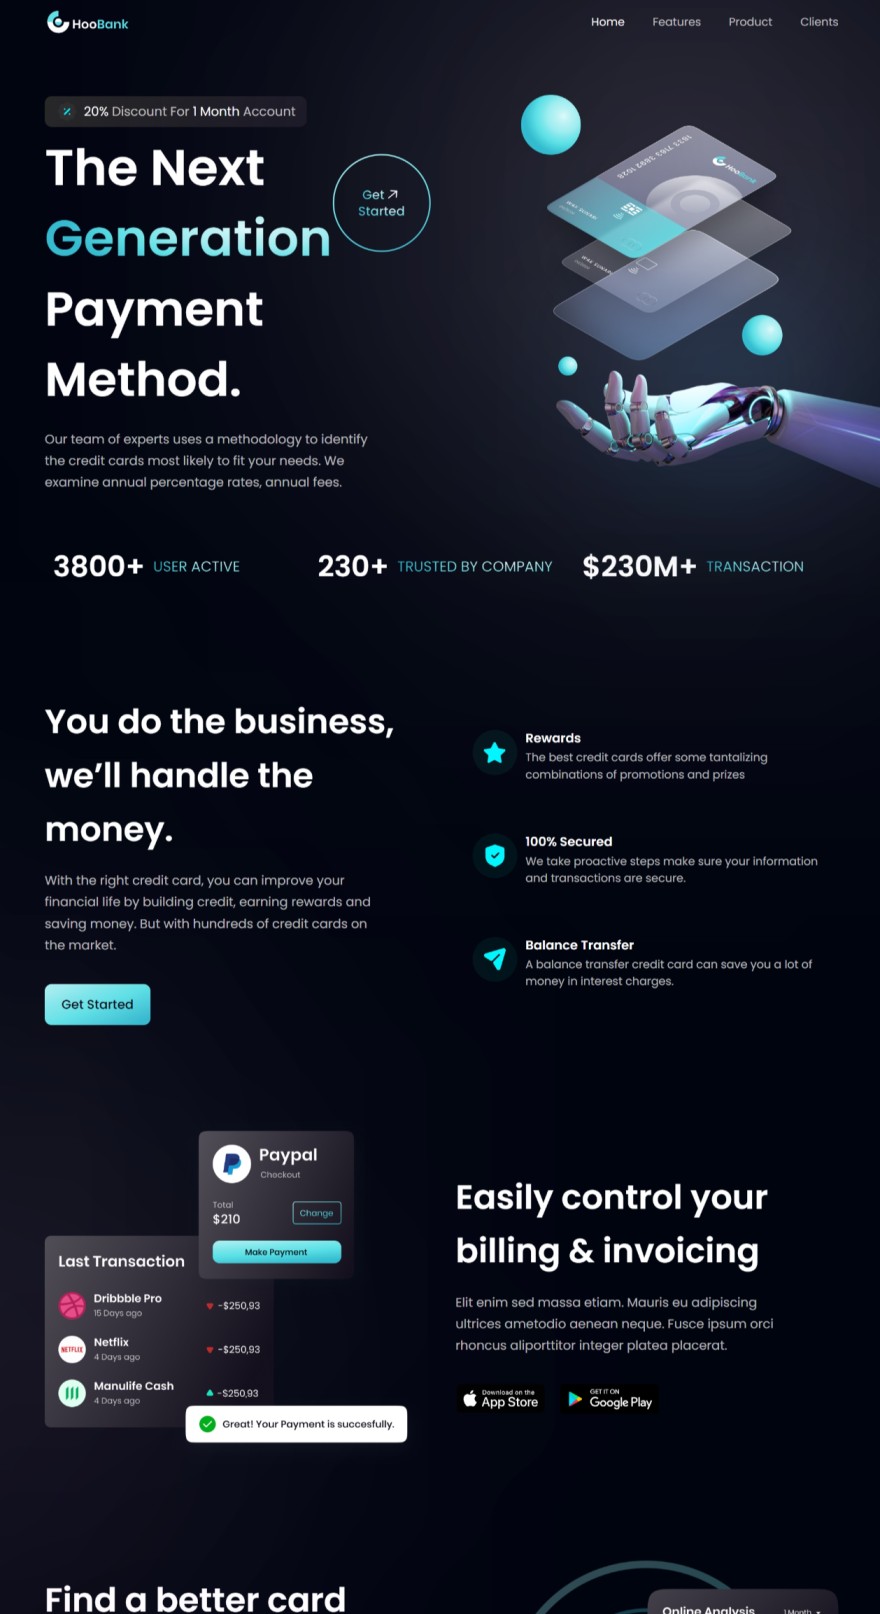 HooBank
Home Features Product Clients
20% Discount For 1 Month Account
The Next
Generation
Payment
Method.
Get
Started
HooBank
Our team of experts uses a methodology to identify
the credit cards most likely to fit your needs. We
examine annual percentage rates, annual fees.
3800+ USER ACTIVE
230+ TRUSTED BY COMPANY
$230M+ TRANSACTION
You do the business,
we’ll handle the
money.
With the right credit card, you can improve your
financial life by building credit, earning rewards and
saving money. But with hundreds of credit cards on
the market.
Get Started
Rewards
The best credit cards offer some tantalizing
combinations of promotions and prizes
100% Secured
We take proactive steps make sure your information
and transactions are secure.
Balance Transfer
A balance transfer credit card can save you a lot of
money in interest charges.
Paypal
Checkout
Total
$210
Change
Make Payment
Last Transaction
Dribbble Pro
15 Days ago
-$250,93
NETFLIX
Netflix
4 Days ago
-$250,93
Manulife Cash
4 Days ago
-$250,93
Great! Your Payment is succesfully.
Easily control your
billing & invoicing
Elit enim sed massa etiam. Mauris eu adipiscing
ultrices ametodio aenean neque. Fusce ipsum orci
rhoncus aliporttitor integer platea placerat.
Download on the
App Store
GET IT ON
Google Play
Find a better card
Online Analysis
1 Month